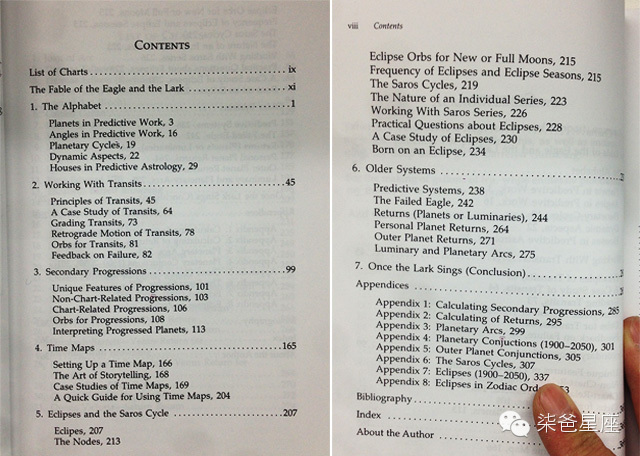 CONTENTS
List of Charts ix
The Fable of the Eagle and the Lark xi
1. The Alphabet 1
Planets in Predictive Work, 3
Angles in Predictive Work, 16
Planetary Cycles, 19
Dynamic Aspects, 22
Houses in Predictive Astrology, 29
2. Working With Transits 45
Principles of Transits, 45
A Case Study of Transits, 64
Grading Transits, 73
Retrograde Motion of Transits, 78
Orbs for Transits, 81
Feedback on Failure, 82
3. Secondary Progressions 99
Unique Features of Progressions, 101
Non-Chart-Related Progressions, 103
Chart-Related Progressions, 106
Orbs for Progressions, 108
Interpreting Progressed Planets, 113
4. Time Maps 165
Setting Up a Time Map, 166
The Art of Storytelling, 168
Case Studies of Time Maps, 169
A Quick Guide for Using Time Maps, 204
5. Eclipses and the Saros Cycle 207
Eclipes, 207
The Nodes, 213
viii Contents
Eclipse Orbs for New or Full Moons, 215
Frequency of Eclipses and Eclipse Seasons, 215
The Saros Cycles, 219
The Nature of an Individual Series, 223
Working With Saros Series, 226
Practical Questions about Eclipses, 228
A Case Study of Eclipses, 230
Born on an Eclipse, 234
6. Older Systems
Predictive Systems, 238
The Failed Eagle, 242
Returns (Planets or Luminaries), 244
Personal Planet Returns, 264
Outer Planet Returns, 271
Luminary and Planetary Arcs, 275
7. Once the Lark Sings (Conclusion)
Appendices
Appendix 1: Calculating Secondary Progressions, 285
Appendix 2: Calculating of Returns, 295
Appendix 3: Planetary Arcs, 299
Appendix 4: Planetary Conjuctions (1900–2050), 301
Appendix 5: Outer Planet Conjunctions, 305
Appendix 6: The Saros Cycles, 307
Appendix 7: Eclipses (1900–2050), 337
Appendix 8: Eclipses in Zodiac
Bibliography
Index
About the Author
柒爸星座